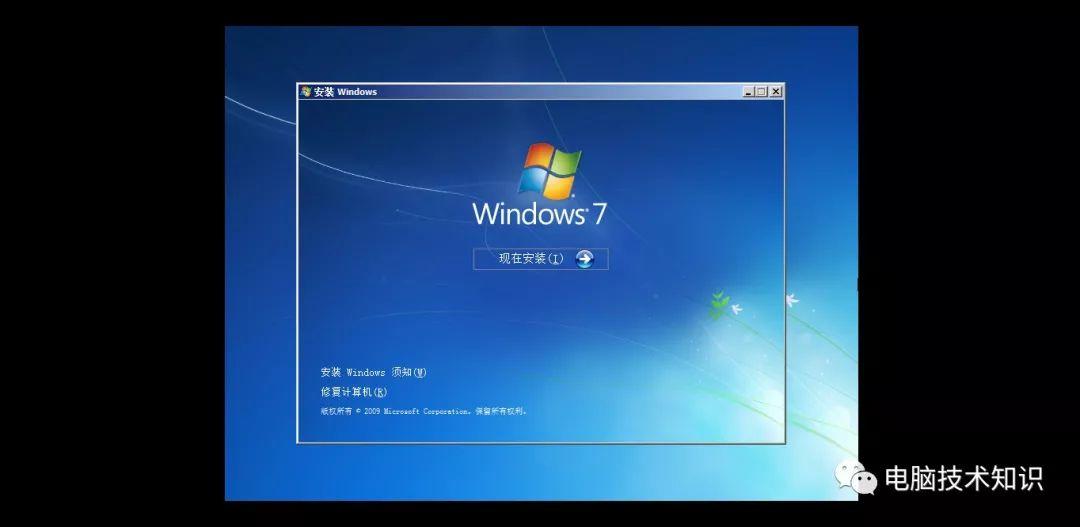 安装 Windows
Windows 7
现在安装(I)
安装 Windows 须知(W)
修复计算机(R)
版权所有 © 2009 Microsoft Corporation。保留所有权利。
电脑技术知识